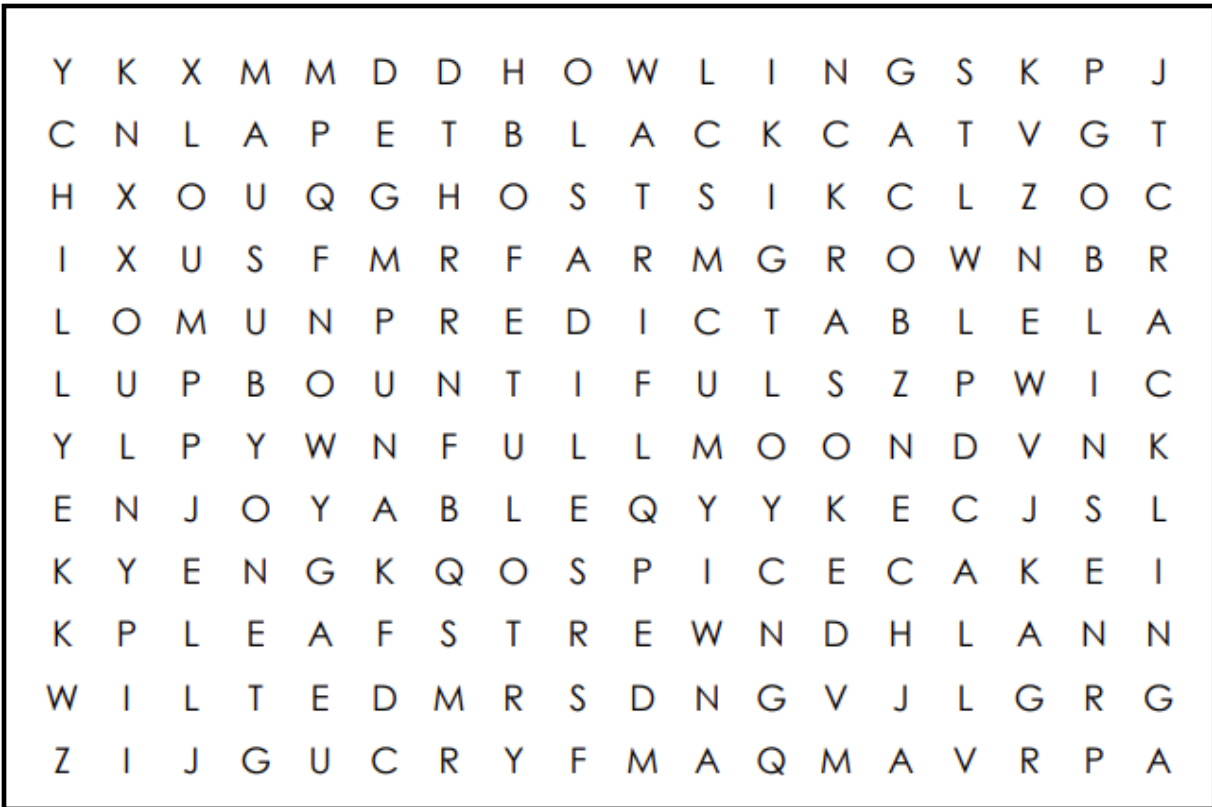 Y K X M M D D H O W L I N G S K P J
C N L A P E T B L A C K C A T V G T
H X O U Q G H O S T S I K C L Z O C
I X U S F M R F A R M G R O W N B R
L O M U N P R E D I C T A B L E L A
L U P B O U N T I F U L S Z P W I C
Y L P Y W N F U L L M O O N D V N K
E N J O Y A B L E Q Y Y K E C J S L
K Y E N G K Q O S P I C E C A K E I
K P L E A F S T R E W N D H L A N N
W I L T E D M R S D N G V J L G R G
Z I J G U C R Y F M A Q M A V R P A